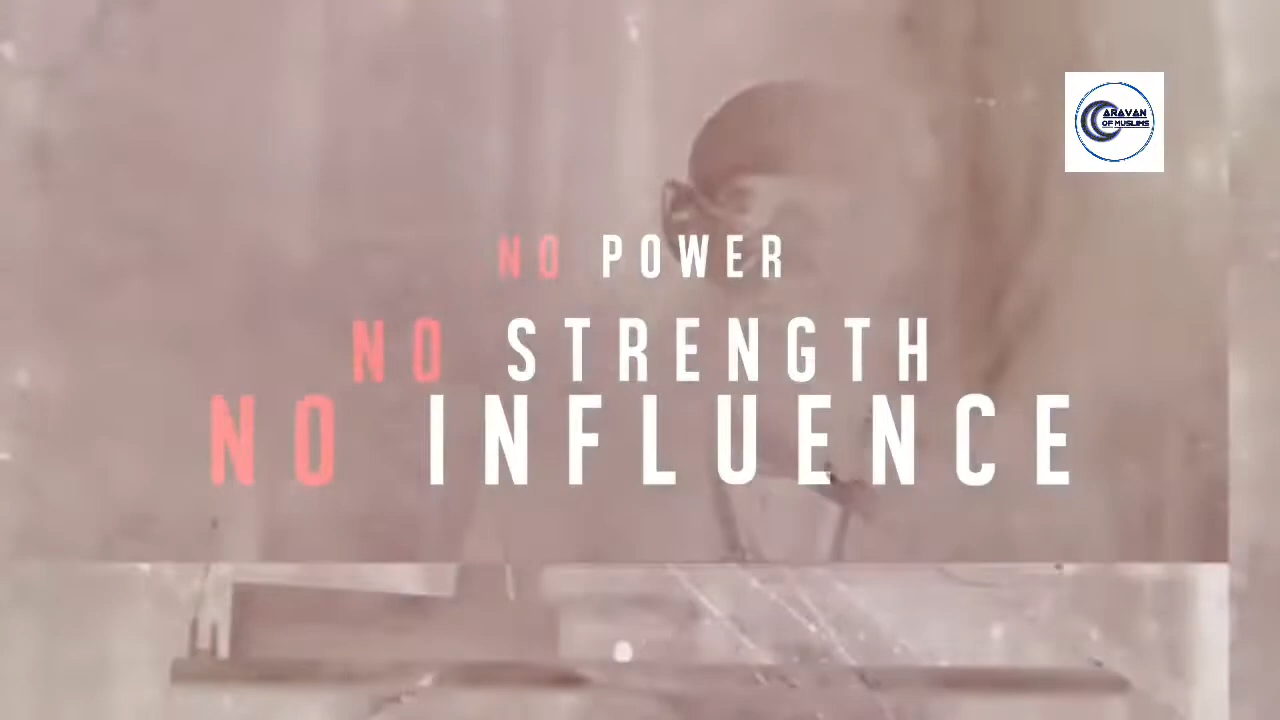 ARAVAN
OF MUSLIMS
NO POWER
NO STRENGTH
NO INFLUENCE